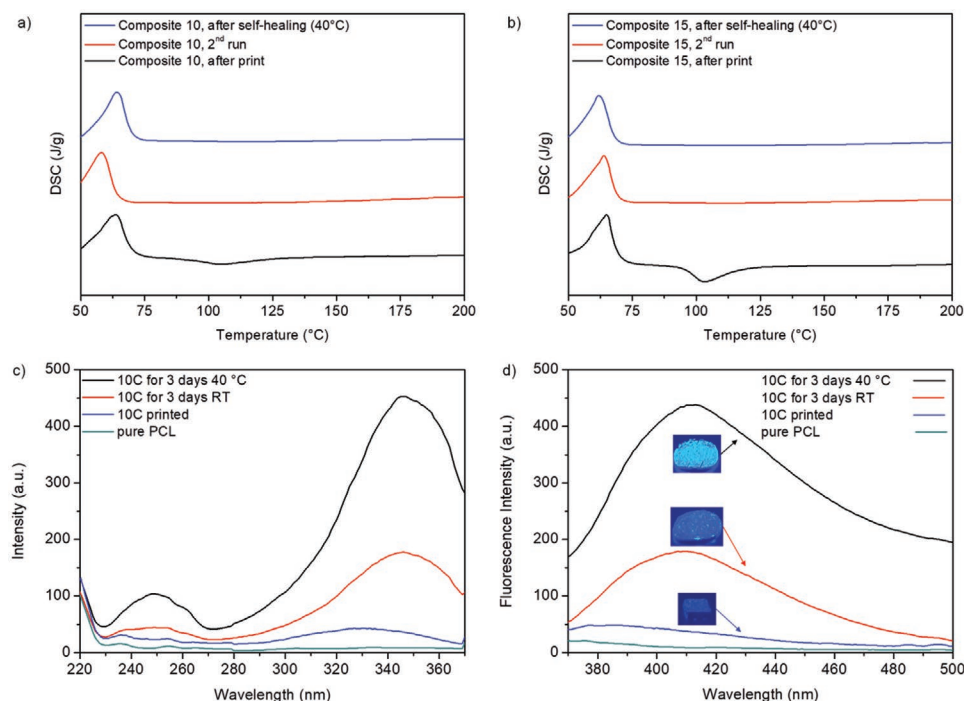 a)
Composite 10, after self-healing (40°C)
Composite 10, 2nd run
Composite 10, after print
DSC (J/g)
50 75 100 125 150 175 200
Temperature (°C)
b)
Composite 15, after self-healing (40°C)
Composite 15, 2nd run
Composite 15, after print
DSC (J/g)
50 75 100 125 150 175 200
Temperature (°C)
c)
500
400
300
200
100
0
10C for 3 days 40 °C
10C for 3 days RT
10C printed
pure PCL
Intensity (a.u.)
220 240 260 280 300 320 340 360
Wavelength (nm)
d)
500
400
300
200
100
0
10C for 3 days 40 °C
10C for 3 days RT
10C printed
pure PCL
Fluorescence Intensity (a.u.)
380 400 420 440 460 480 500
Wavelength (nm)